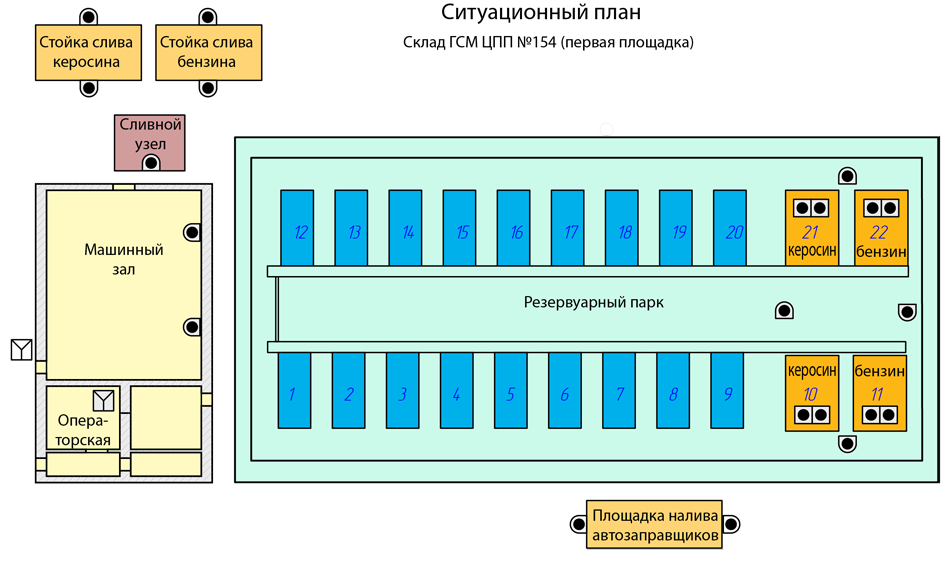 Ситуационный план
Склад ГСМ ЦПП №154 (первая площадка)
Стойка слива
керосина
Стойка слива
бензина
Сливной
узел
Машинный
зал
Опера-
торская
12 13 14 15 16 17 18 19 20 21 22
керосин бензин
Резервуарный парк
керосин бензин
1 2 3 4 5 6 7 8 9 10 11
Площадка налива
автозаправщиков